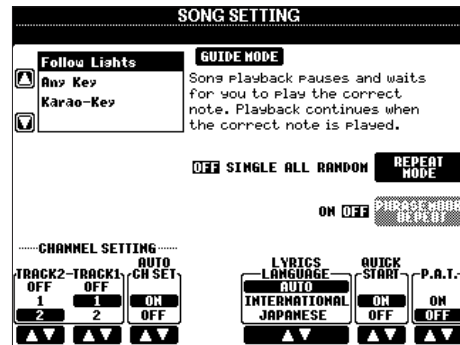 SONG SETTING
Follow Lights
Any Key
Karao-Key
GUIDE MODE
Song playback pauses and waits
for you to play the correct
note. Playback continues when
the correct note is played.
OFF SINGLE ALL RANDOM REPEAT MODE
ON OFF PHRASE MODE REPEAT
CHANNEL SETTING
TRACK2 TRACK1 AUTO CH SET
OFF OFF
1 1 ON
2 2 OFF
LYRICS LANGUAGE QUICK START P.A.T.
AUTO
INTERNATIONAL ON ON
JAPANESE OFF OFF